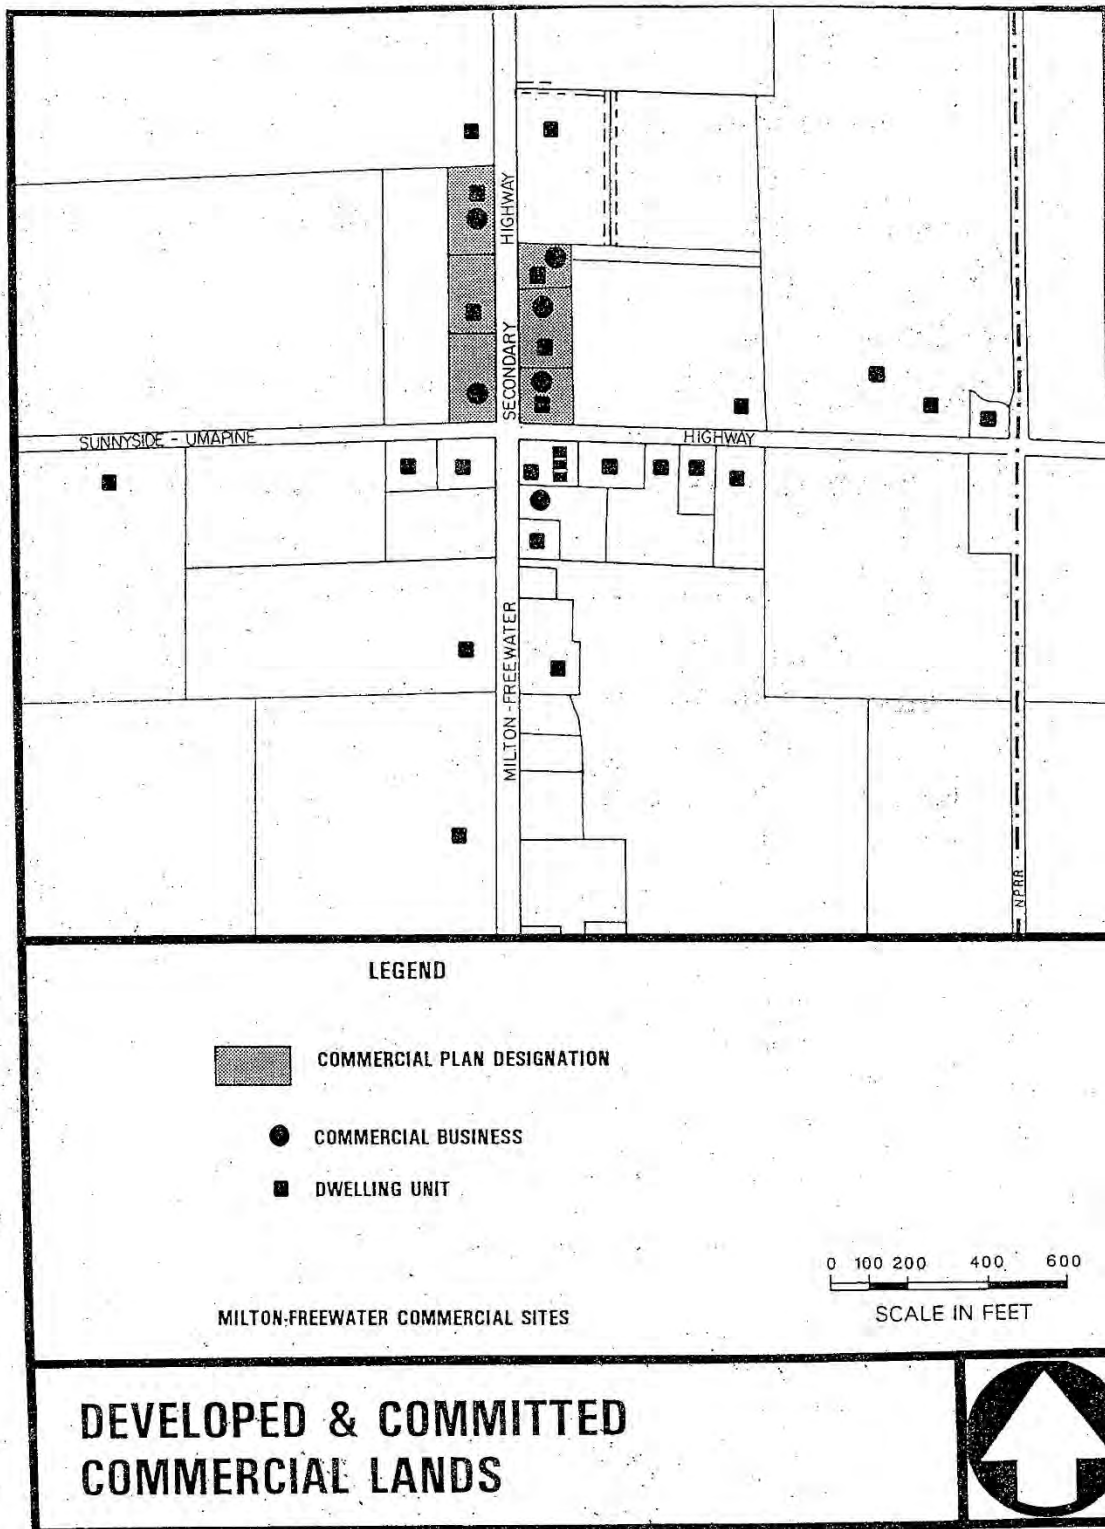 HIGHWAY
SECONDARY
SUNNYSIDE - UMAPINE
HIGHWAY
MILTON-FREEWATER
NPRR
LEGEND
COMMERCIAL PLAN DESIGNATION
COMMERCIAL BUSINESS
DWELLING UNIT
0 100 200 400 600
SCALE IN FEET
MILTON-FREEWATER COMMERCIAL SITES
DEVELOPED & COMMITTED
COMMERCIAL LANDS